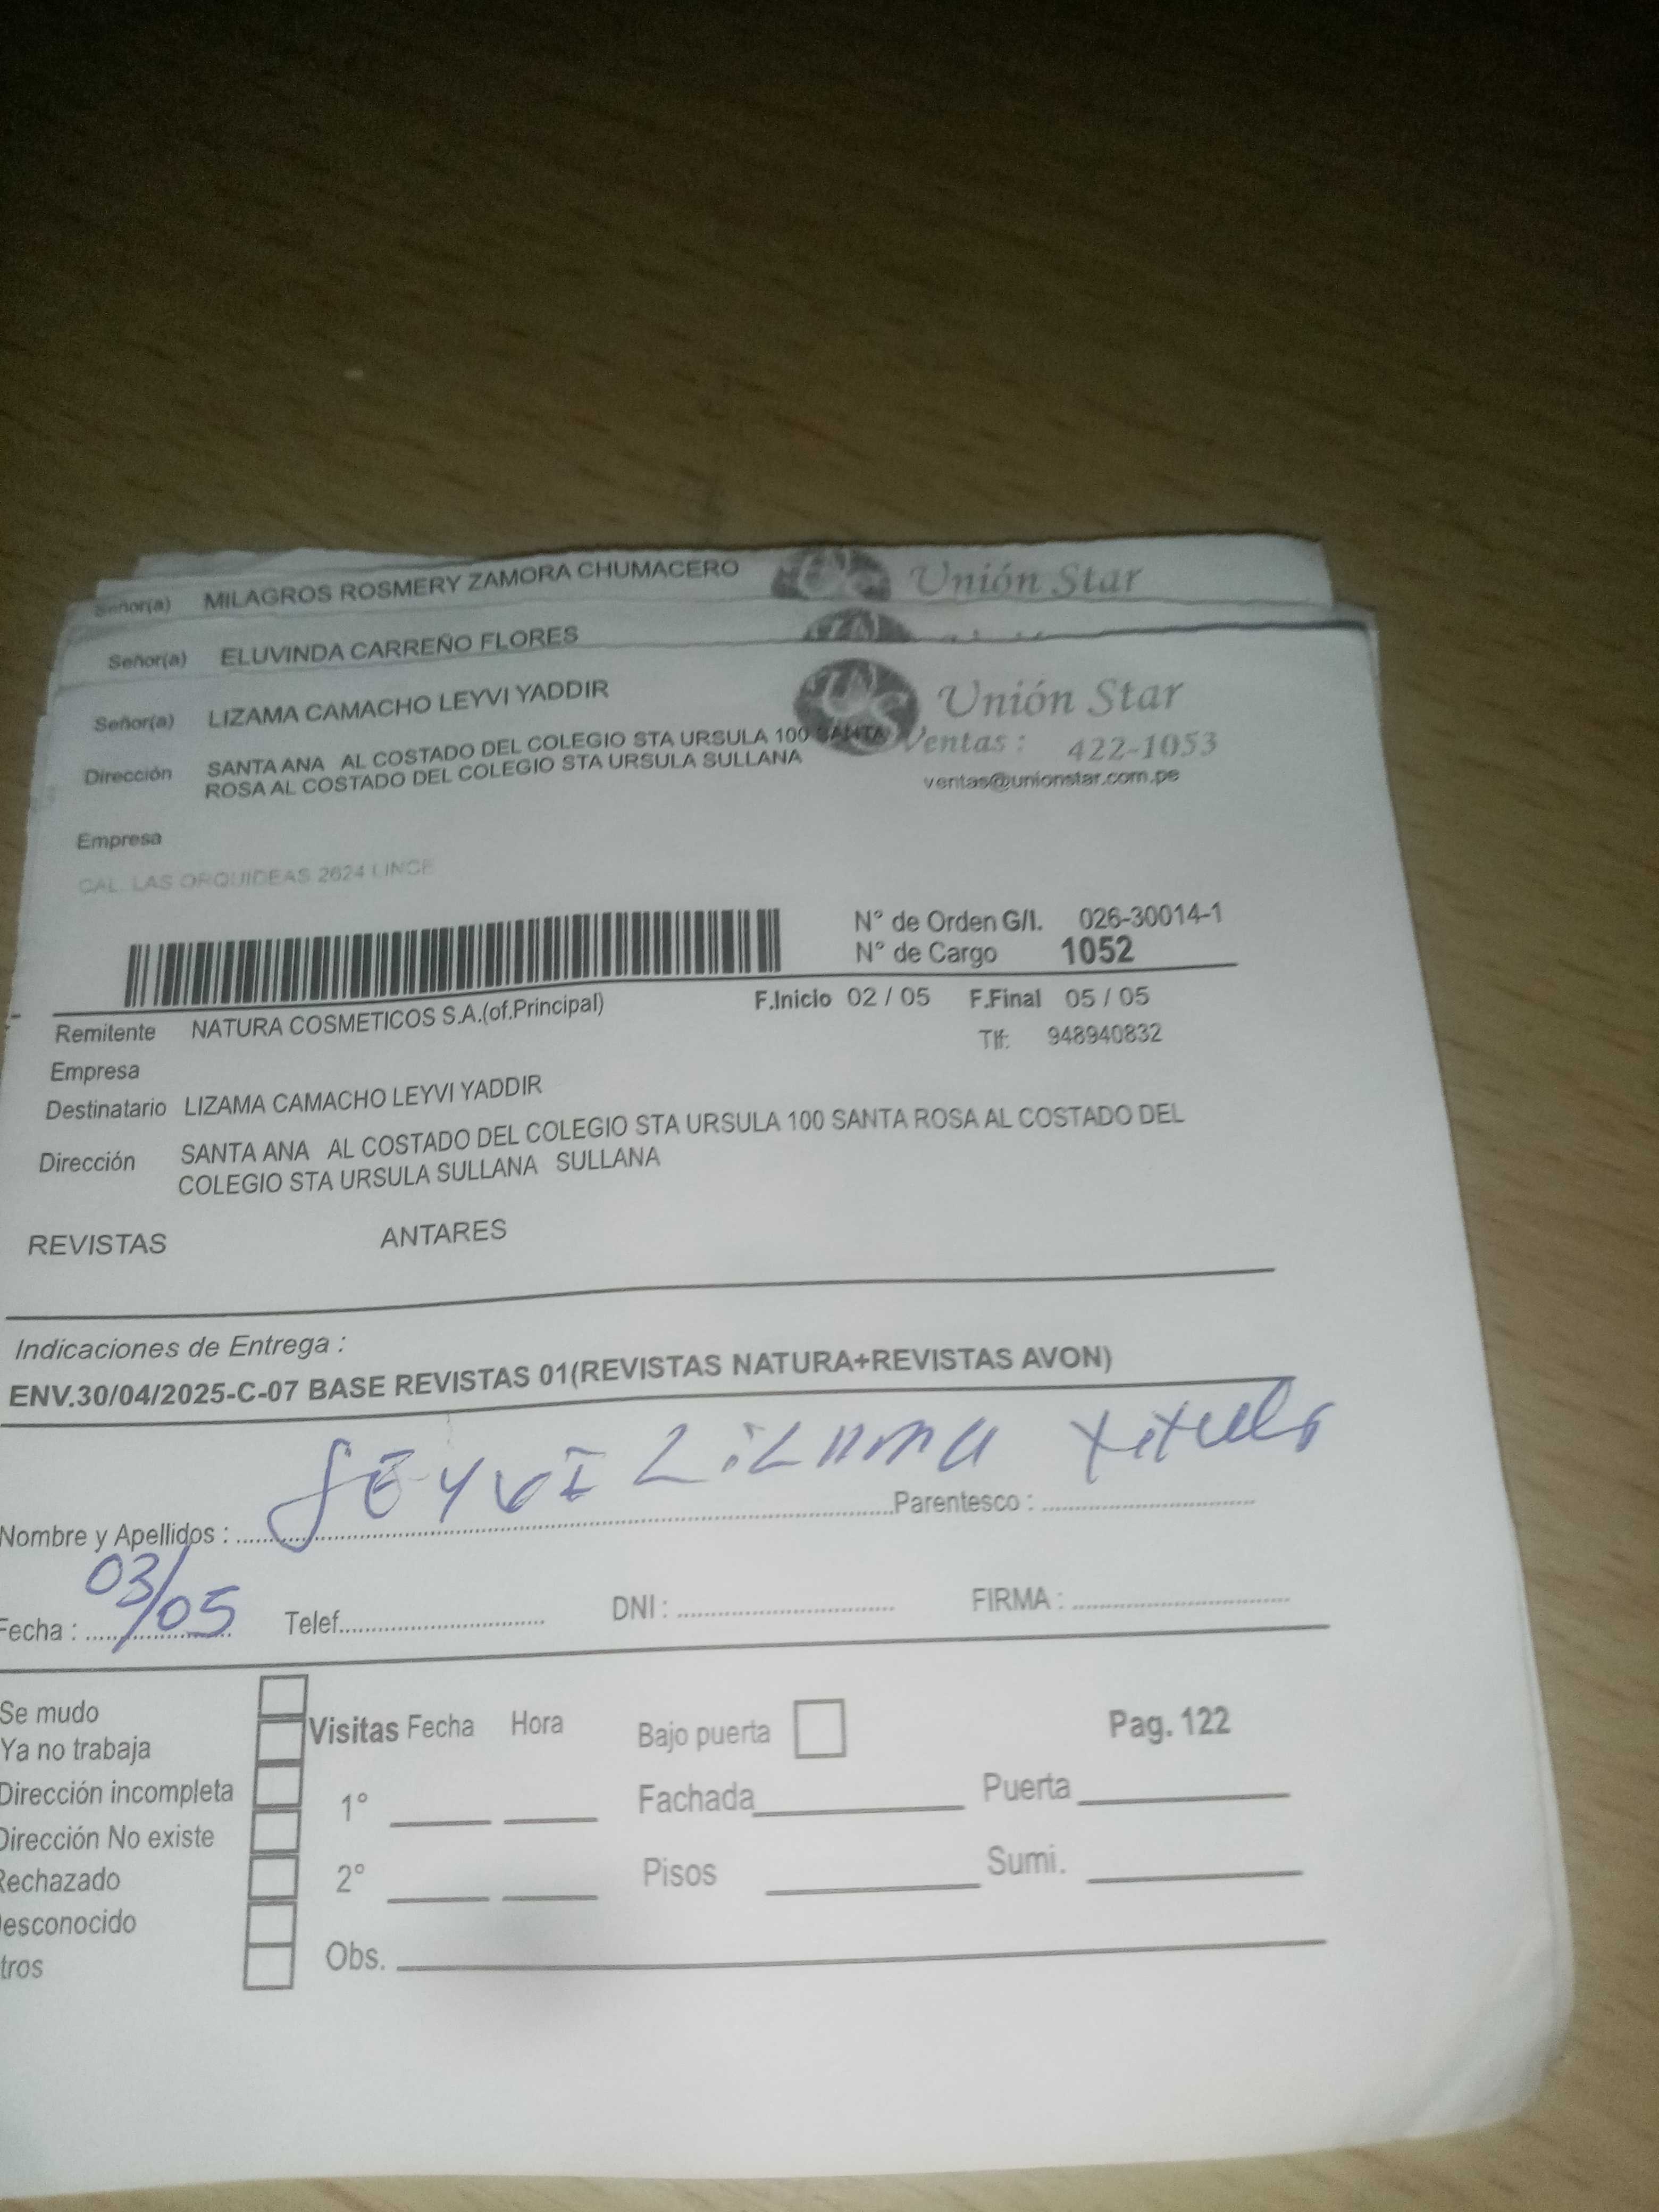 Señor(a) MILAGROS ROSMERY ZAMORA CHUMACERO Unión Star
Señor(a) ELUVINDA CARREÑO FLORES
Señor(a) LIZAMA CAMACHO LEYVI YADDIR Unión Star
Dirección SANTA ANA AL COSTADO DEL COLEGIO STA URSULA 100 SANTA
ROSA AL COSTADO DEL COLEGIO STA URSULA SULLANA
Ventas : 422-1053
ventas@unionstar.com.pe
Empresa
CAL. LAS ORQUIDEAS 2624 LINCE
N° de Orden G/I. 026-30014-1
N° de Cargo 1052
F.Inicio 02 / 05 F.Final 05 / 05
Remitente NATURA COSMETICOS S.A.(of.Principal)
Tlf: 948940832
Empresa
Destinatario LIZAMA CAMACHO LEYVI YADDIR
Dirección SANTA ANA AL COSTADO DEL COLEGIO STA URSULA 100 SANTA ROSA AL COSTADO DEL
COLEGIO STA URSULA SULLANA SULLANA
REVISTAS ANTARES
Indicaciones de Entrega :
ENV.30/04/2025-C-07 BASE REVISTAS 01(REVISTAS NATURA+REVISTAS AVON)
Nombre y Apellidos : LEYVI LIZAMA Parentesco :
Fecha : 03/05 Telef. DNI : FIRMA :
Se mudo
Ya no trabaja
Dirección incompleta
Dirección No existe
Rechazado
esconocido
tros
Visitas Fecha Hora Bajo puerta Pag. 122
1° Fachada Puerta
2° Pisos Sumi.
Obs.